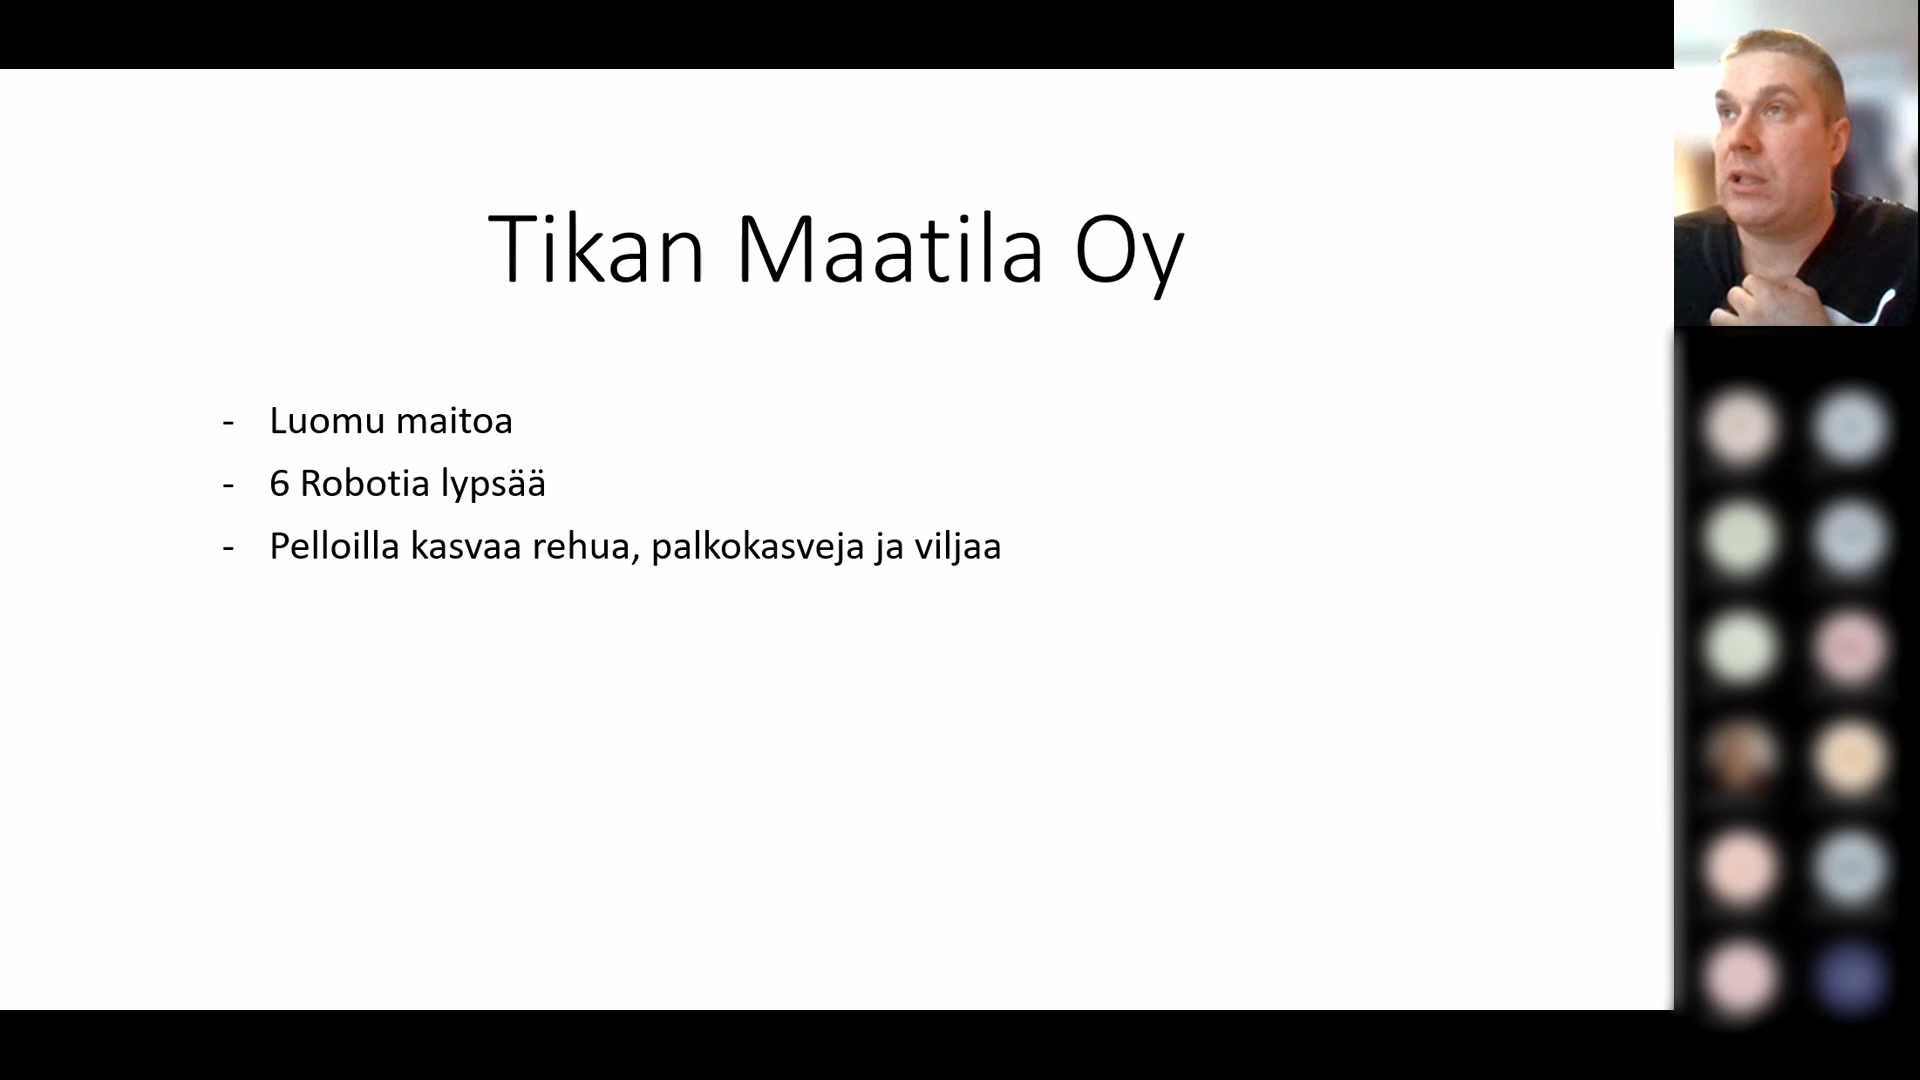 Tikan Maatila Oy
- Luomu maitoa
- 6 Robotia lypsää
- Pelloilla kasvaa rehua, palkokasveja ja viljaa